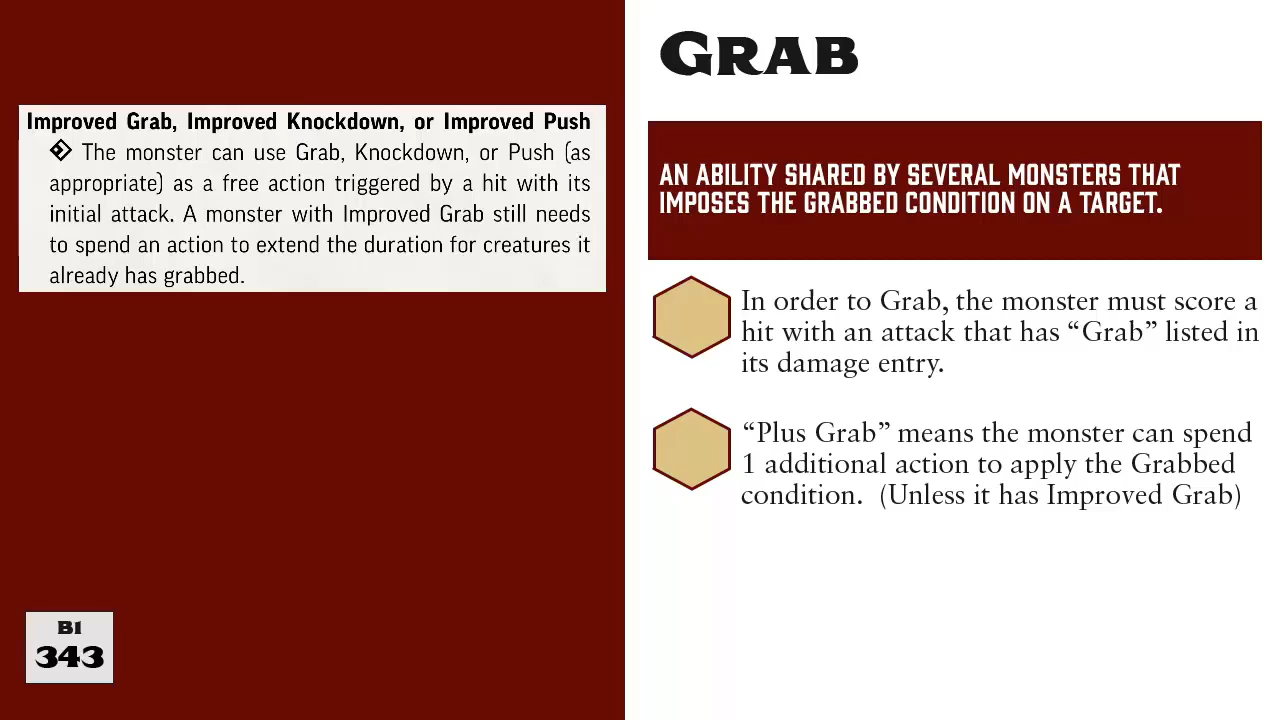 Improved Grab, Improved Knockdown, or Improved Push
The monster can use Grab, Knockdown, or Push (as
appropriate) as a free action triggered by a hit with its
initial attack. A monster with Improved Grab still needs
to spend an action to extend the duration for creatures it
already has grabbed.
B1
343
GRAB
AN ABILITY SHARED BY SEVERAL MONSTERS THAT
IMPOSES THE GRABBED CONDITION ON A TARGET.
In order to Grab, the monster must score a
hit with an attack that has “Grab” listed in
its damage entry.
“Plus Grab” means the monster can spend
1 additional action to apply the Grabbed
condition.  (Unless it has Improved Grab)